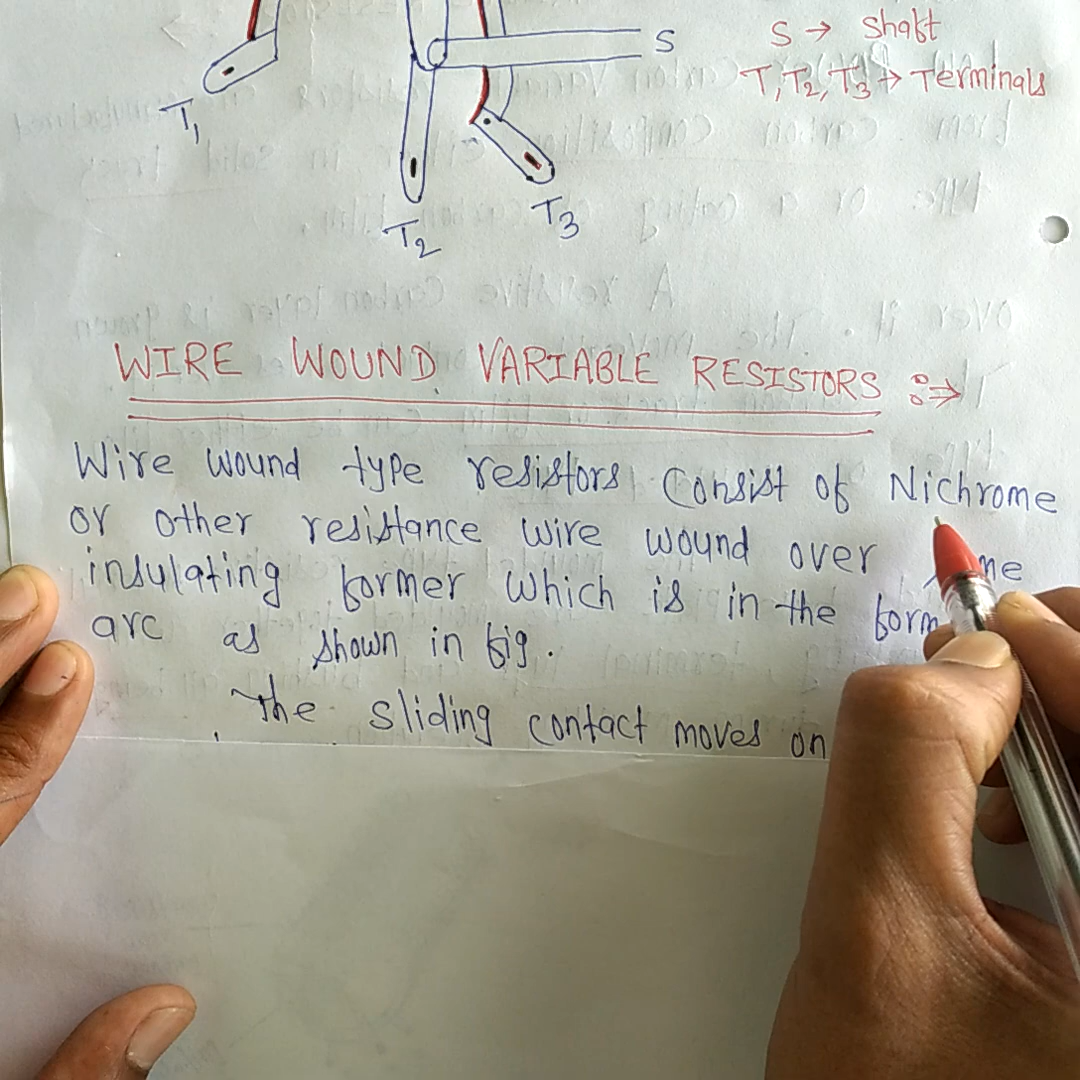 S → Shaft
S
T1, T2, T3 → Terminals
T1
T2
T3
WIRE WOUND VARIABLE RESISTORS :⇒
Wire wound type resistors Consist of Nichrome
or other resistance wire wound over
insulating former which is in the form
arc as shown in fig.
The sliding contact moves on